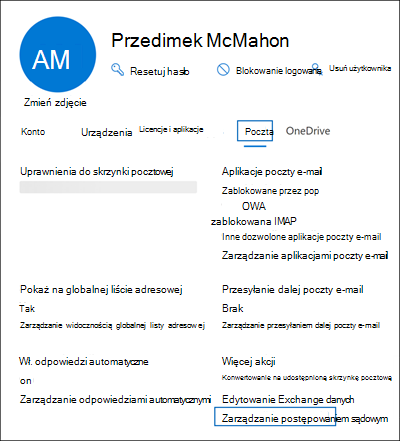 AM
Przedimek McMahon
Resetuj hasło
Blokowanie logowania
Usuń użytkownika
Zmień zdjęcie
Konto
Urządzenia
Licencje i aplikacje
Poczta
OneDrive
Uprawnienia do skrzynki pocztowej
Aplikacje poczty e-mail
Zablokowane przez pop
OWA
zablokowana IMAP
Inne dozwolone aplikacje poczty e-mail
Zarządzanie aplikacjami poczty e-mail
Pokaż na globalnej liście adresowej
Tak
Zarządzanie widocznością globalnej listy adresowej
Przesyłanie dalej poczty e-mail
Brak
Zarządzanie przesyłaniem dalej poczty e-mail
Wł. odpowiedzi automatyczne
on
Zarządzanie odpowiedziami automatycznymi
Więcej akcji
Konwertowanie na udostępnioną skrzynkę pocztową
Edytowanie Exchange danych
Zarządzanie postępowaniem sądowym